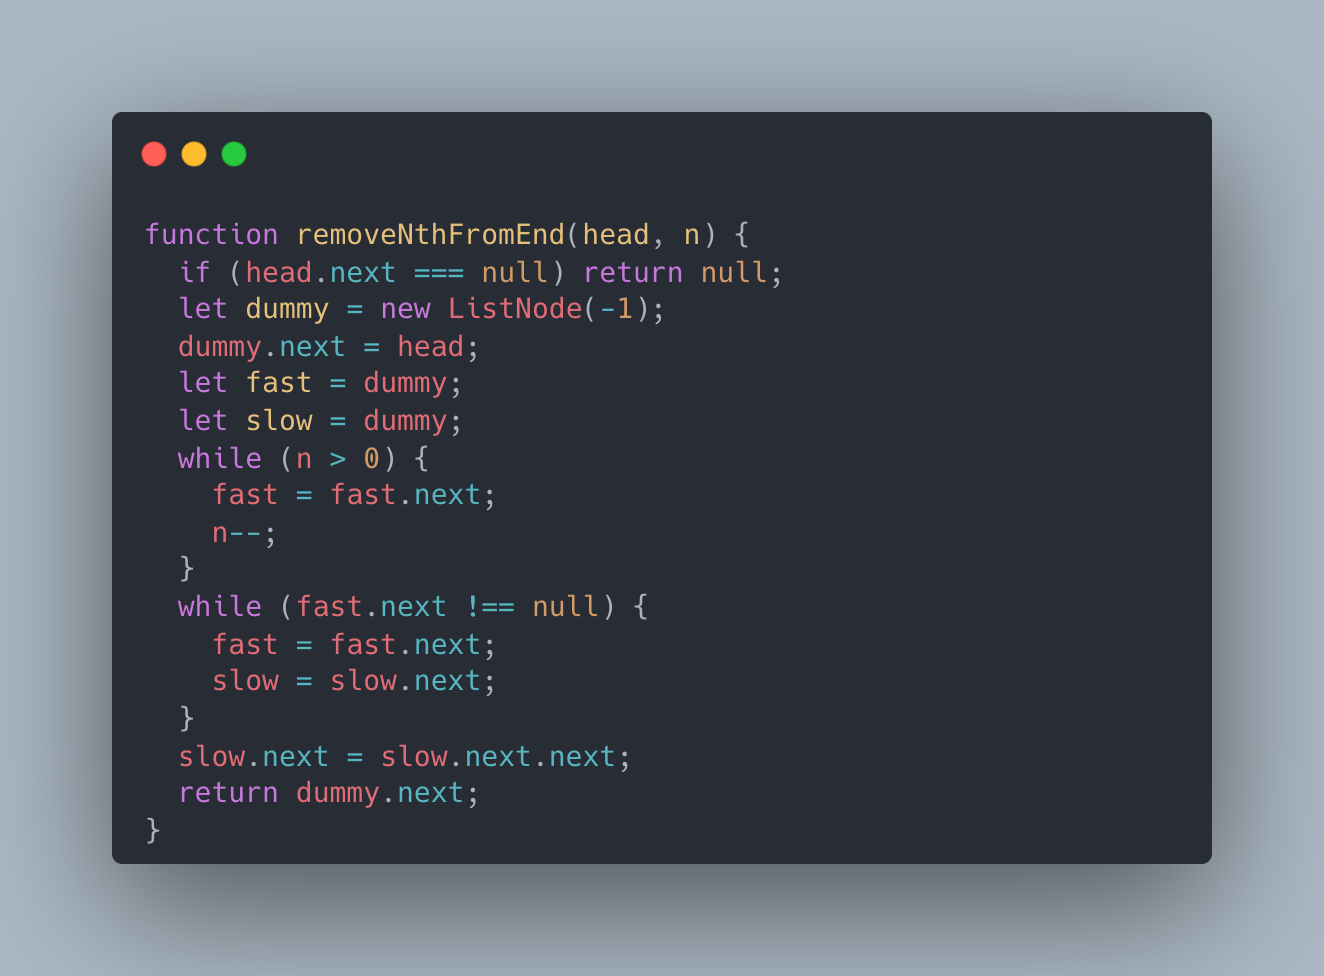 function removeNthFromEnd(head, n) {
  if (head.next === null) return null;
  let dummy = new ListNode(-1);
  dummy.next = head;
  let fast = dummy;
  let slow = dummy;
  while (n > 0) {
    fast = fast.next;
    n--;
  }
  while (fast.next !== null) {
    fast = fast.next;
    slow = slow.next;
  }
  slow.next = slow.next.next;
  return dummy.next;
}